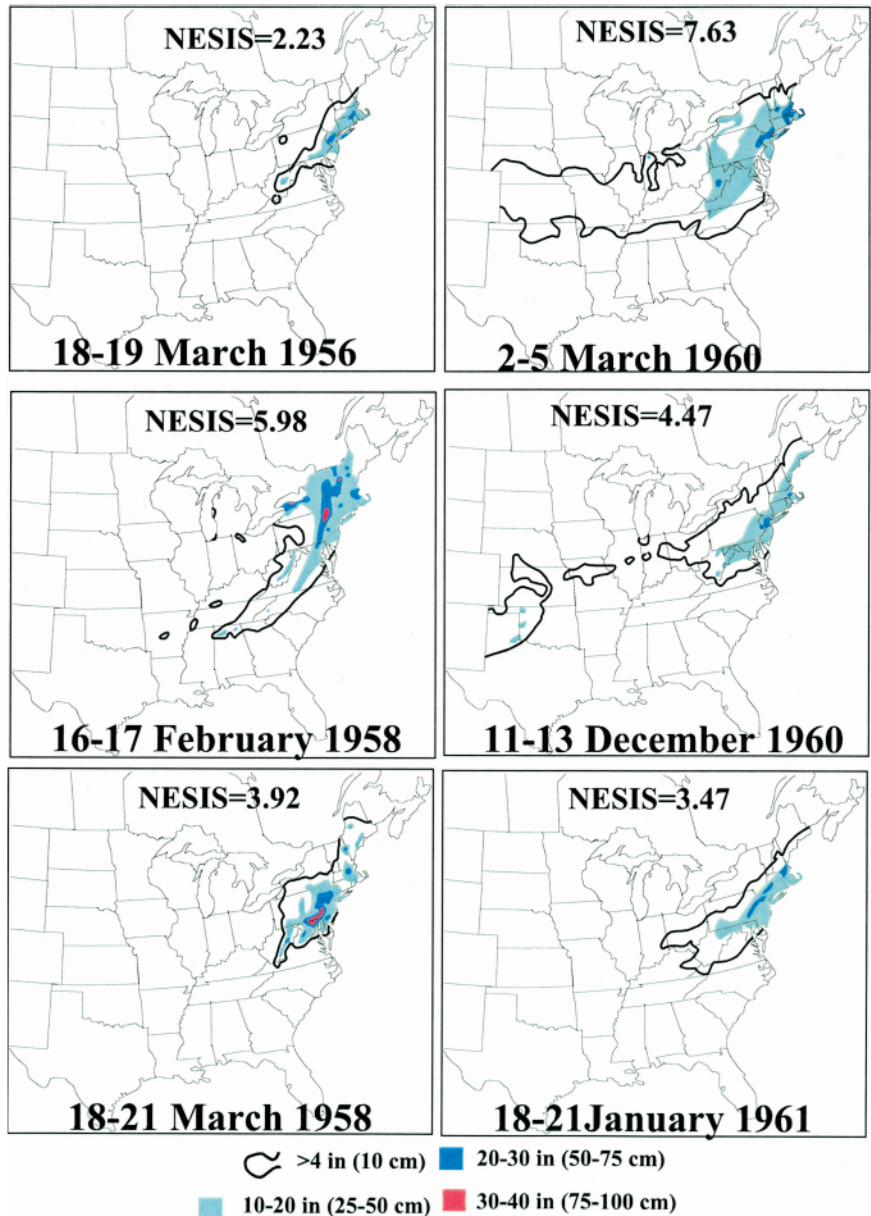 NESIS=2.23
18-19 March 1956
NESIS=7.63
2-5 March 1960
NESIS=5.98
16-17 February 1958
NESIS=4.47
11-13 December 1960
NESIS=3.92
18-21 March 1958
NESIS=3.47
18-21January 1961
>4 in (10 cm)
20-30 in (50-75 cm)
10-20 in (25-50 cm)
30-40 in (75-100 cm)